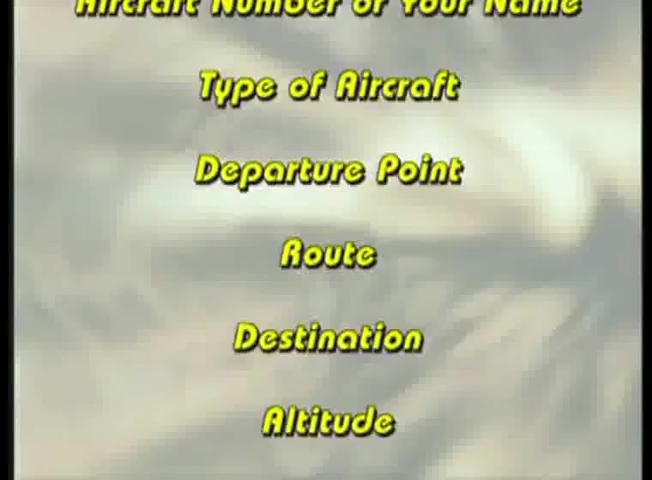 Aircraft Number or Your Name
Type of Aircraft
Departure Point
Route
Destination
Altitude